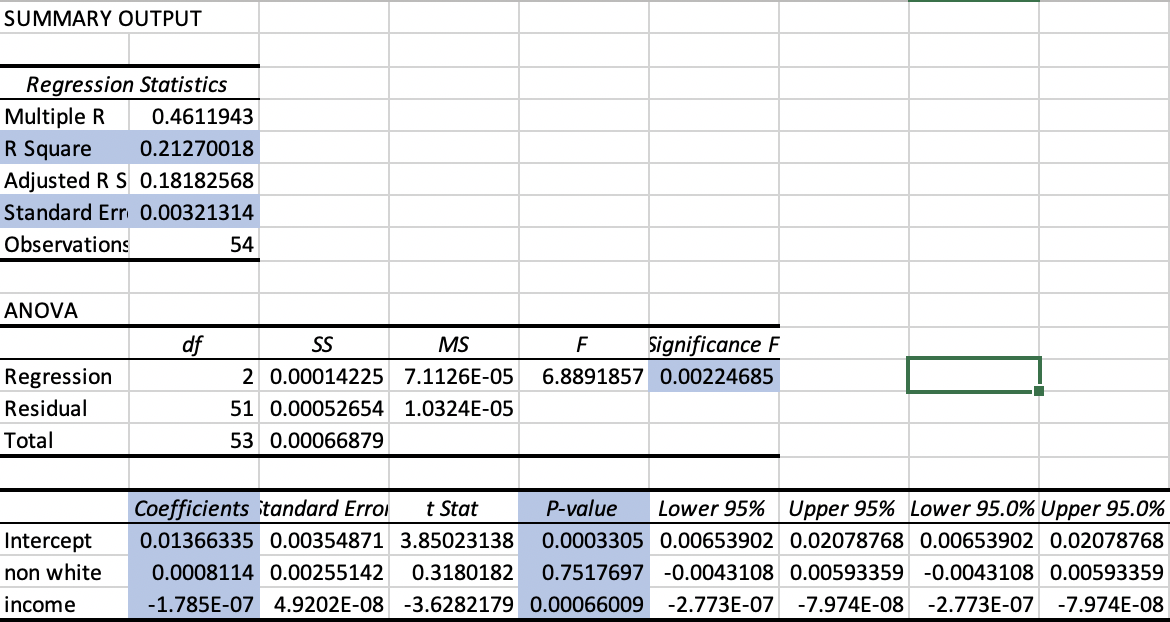 SUMMARY OUTPUT
Regression Statistics
Multiple R 0.4611943
R Square 0.21270018
Adjusted R S 0.18182568
Standard Err 0.00321314
Observations 54
ANOVA
df SS MS F Significance F
Regression 2 0.00014225 7.1126E-05 6.8891857 0.00224685
Residual 51 0.00052654 1.0324E-05
Total 53 0.00066879
Coefficients Standard Error t Stat P-value Lower 95% Upper 95% Lower 95.0% Upper 95.0%
Intercept 0.01366335 0.00354871 3.85023138 0.0003305 0.00653902 0.02078768 0.00653902 0.02078768
non white 0.0008114 0.00255142 0.3180182 0.7517697 -0.0043108 0.00593359 -0.0043108 0.00593359
income -1.785E-07 4.9202E-08 -3.6282179 0.00066009 -2.773E-07 -7.974E-08 -2.773E-07 -7.974E-08